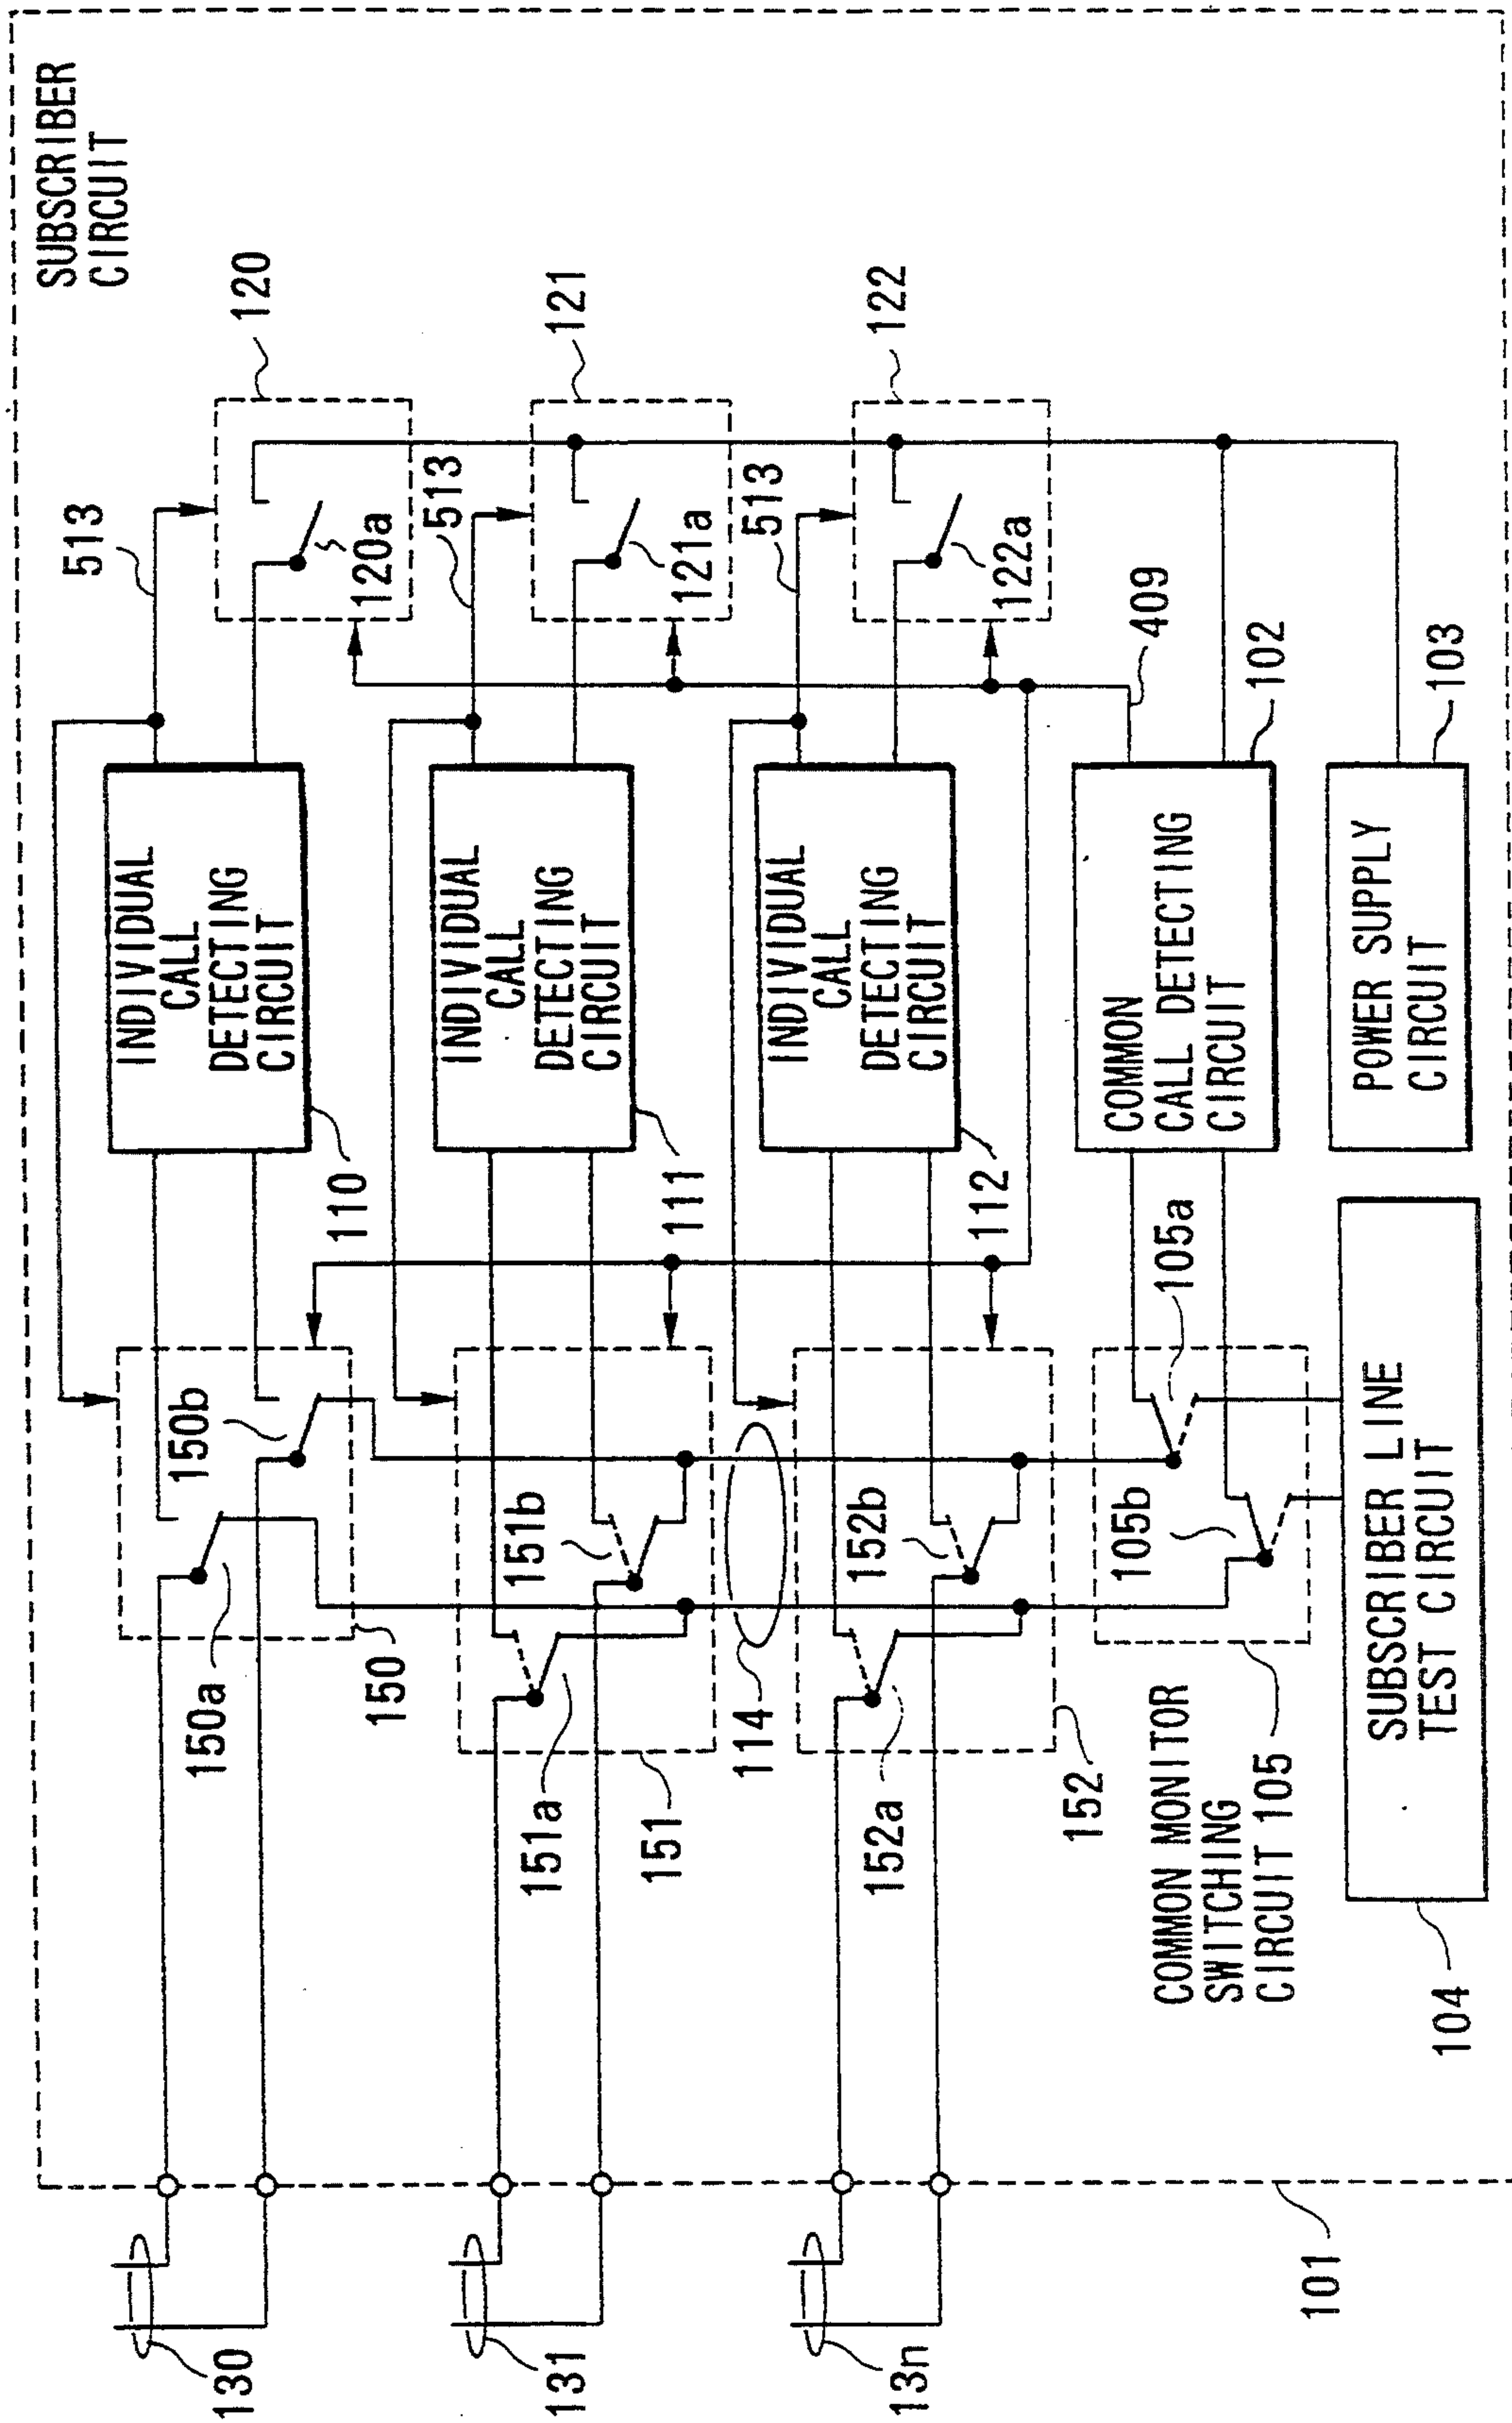 SUBSCRIBER
CIRCUIT
513
120
120a
513
121
121a
513
122
122a
409
102
103
INDIVIDUAL
CALL
DETECTING
CIRCUIT
110
INDIVIDUAL
CALL
DETECTING
CIRCUIT
111
INDIVIDUAL
CALL
DETECTING
CIRCUIT
112
COMMON
CALL DETECTING
CIRCUIT
POWER SUPPLY
CIRCUIT
150b
150a
150
151b
151a
151
114
152b
152a
152
105a
105b
COMMON MONITOR
SWITCHING
CIRCUIT 105
SUBSCRIBER LINE
TEST CIRCUIT
104
130
131
13n
101